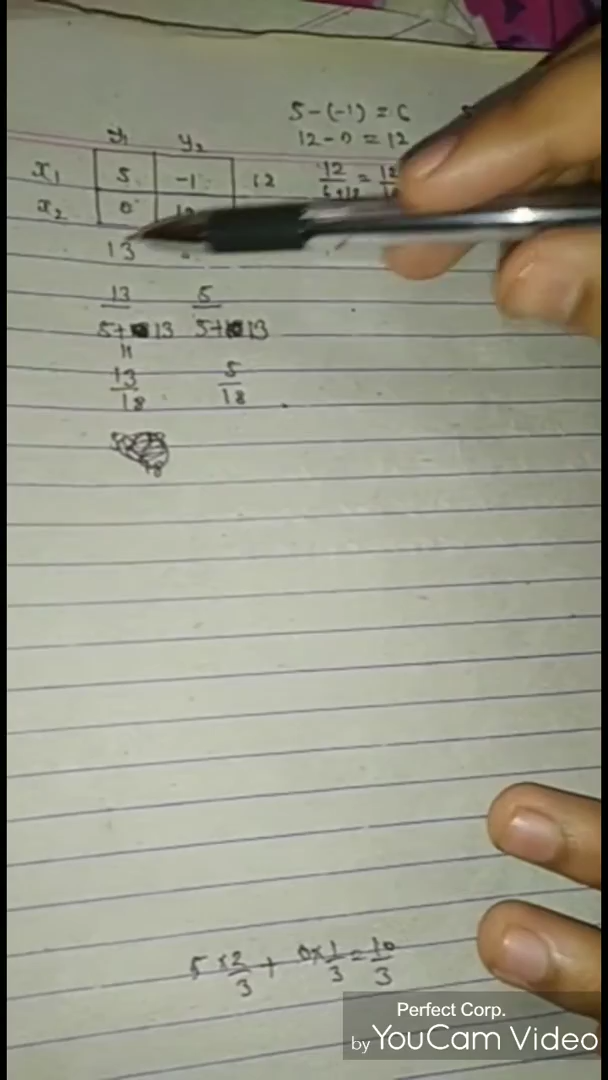 5-(-1) = 6
12-0 = 12
y₁ y₂
x₁ 5 -1 12
x₂ 0
13
13 5
5+13 5+13
"
13 5
18 18
5×2/3 + 0×1/3 = 10/3
Perfect Corp.
by YouCam Video